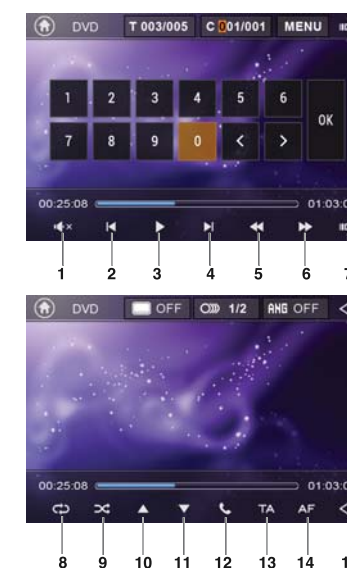 DVD T 003/005 C 001/001 MENU
1 2 3 4 5 6
OK
7 8 9 0 < >
00:25:08 01:03:0
1 2 3 4 5 6 7
DVD OFF 1/2 ANG OFF
00:25:08 01:03:0
TA AF
8 9 10 11 12 13 14 1